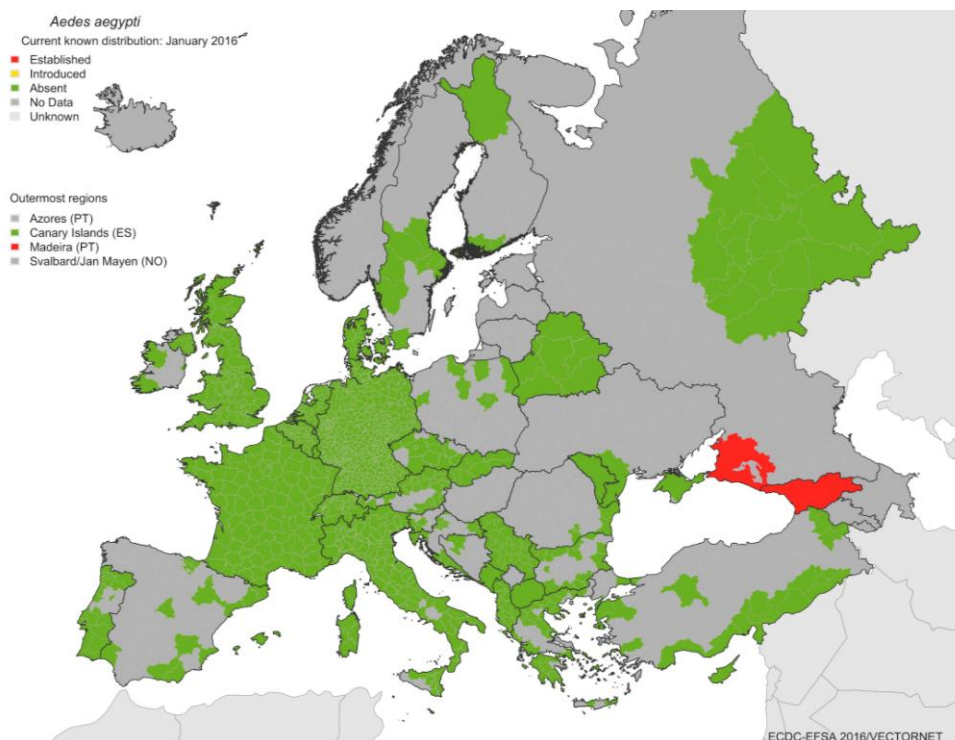 Aedes aegypti
Current known distribution: January 2016
Established
Introduced
Absent
No Data
Unknown
Outermost regions
Azores (PT)
Canary Islands (ES)
Madeira (PT)
Svalbard/Jan Mayen (NO)
ECDC-EFSA 2016/VECTORNET